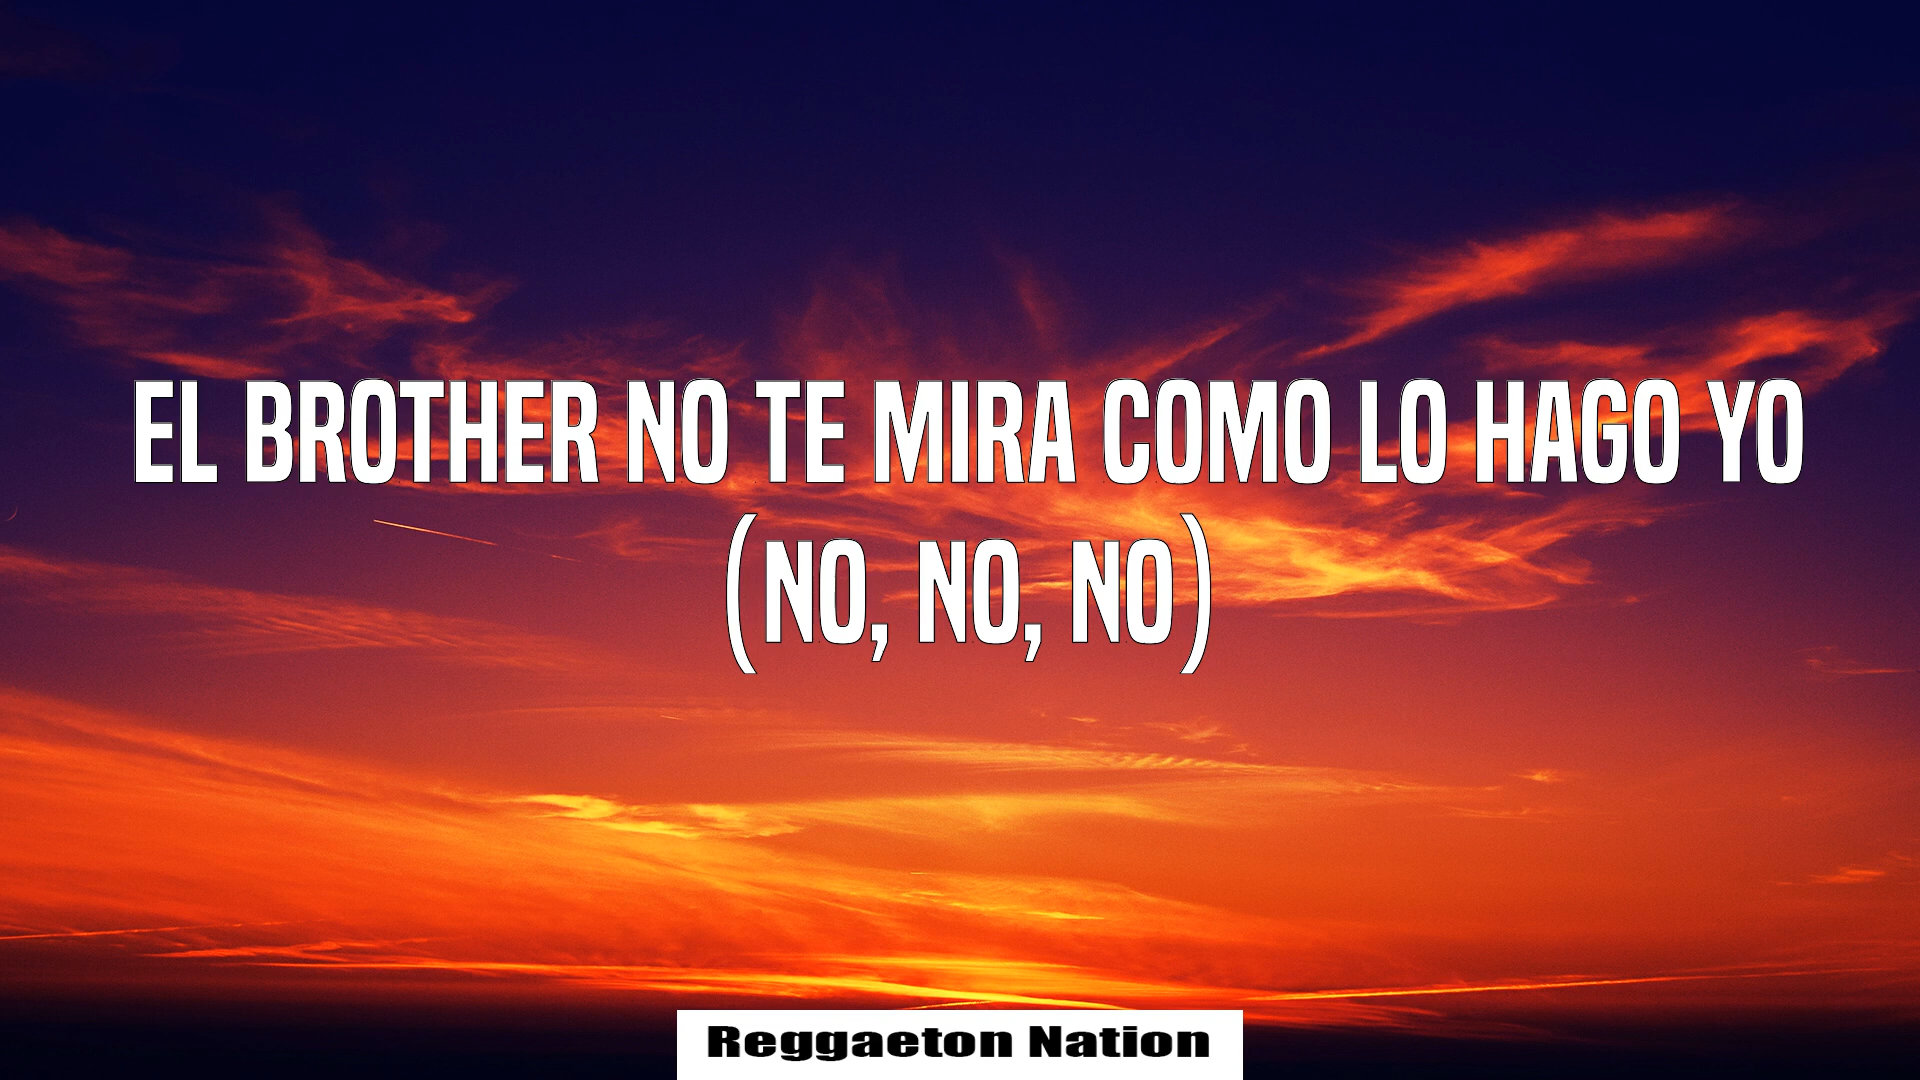 EL BROTHER NO TE MIRA COMO LO HAGO YO
(NO, NO, NO)
Reggaeton Nation